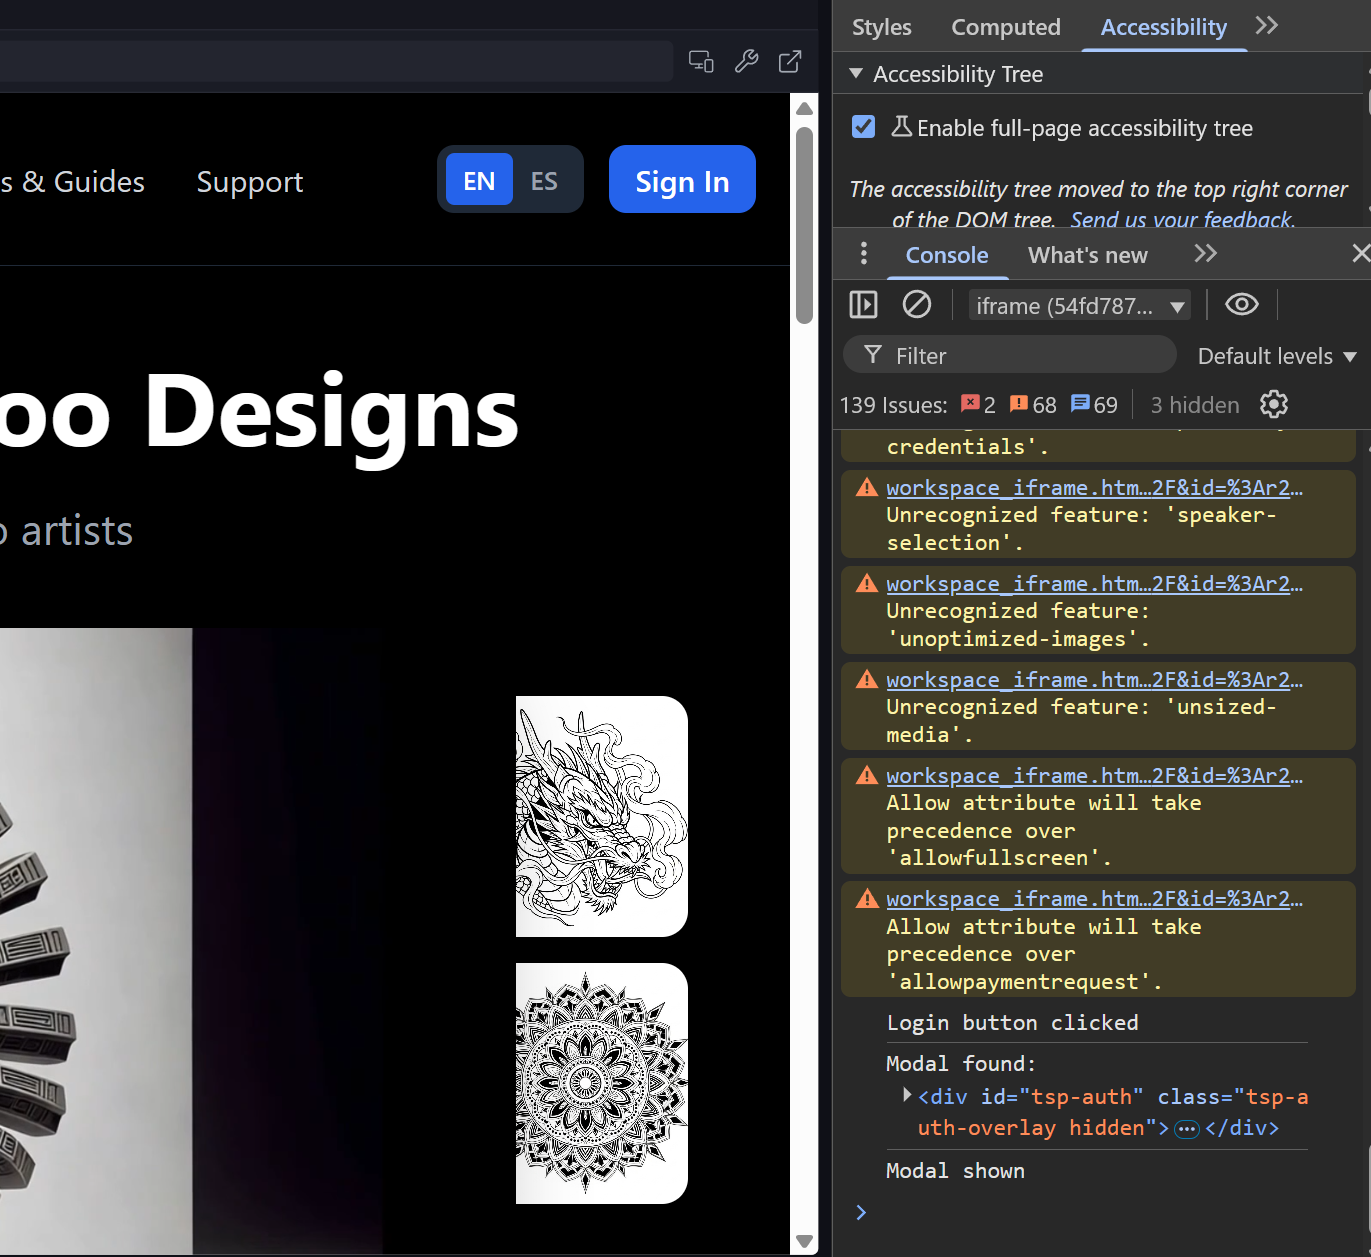 s & Guides
Support
EN
ES
Sign In
oo Designs
o artists
Styles
Computed
Accessibility
Accessibility Tree
Enable full-page accessibility tree
The accessibility tree moved to the top right corner
of the DOM tree. Send us your feedback.
Console
What's new
iframe (54fd787...
Filter
Default levels
139 Issues: 2 68 69
3 hidden
credentials'.
workspace_iframe.htm…2F&id=%3Ar2…
Unrecognized feature: 'speaker-
selection'.
workspace_iframe.htm…2F&id=%3Ar2…
Unrecognized feature:
'unoptimized-images'.
workspace_iframe.htm…2F&id=%3Ar2…
Unrecognized feature: 'unsized-
media'.
workspace_iframe.htm…2F&id=%3Ar2…
Allow attribute will take
precedence over
'allowfullscreen'.
workspace_iframe.htm…2F&id=%3Ar2…
Allow attribute will take
precedence over
'allowpaymentrequest'.
Login button clicked
Modal found:
<div id="tsp-auth" class="tsp-a
uth-overlay hidden">…</div>
Modal shown